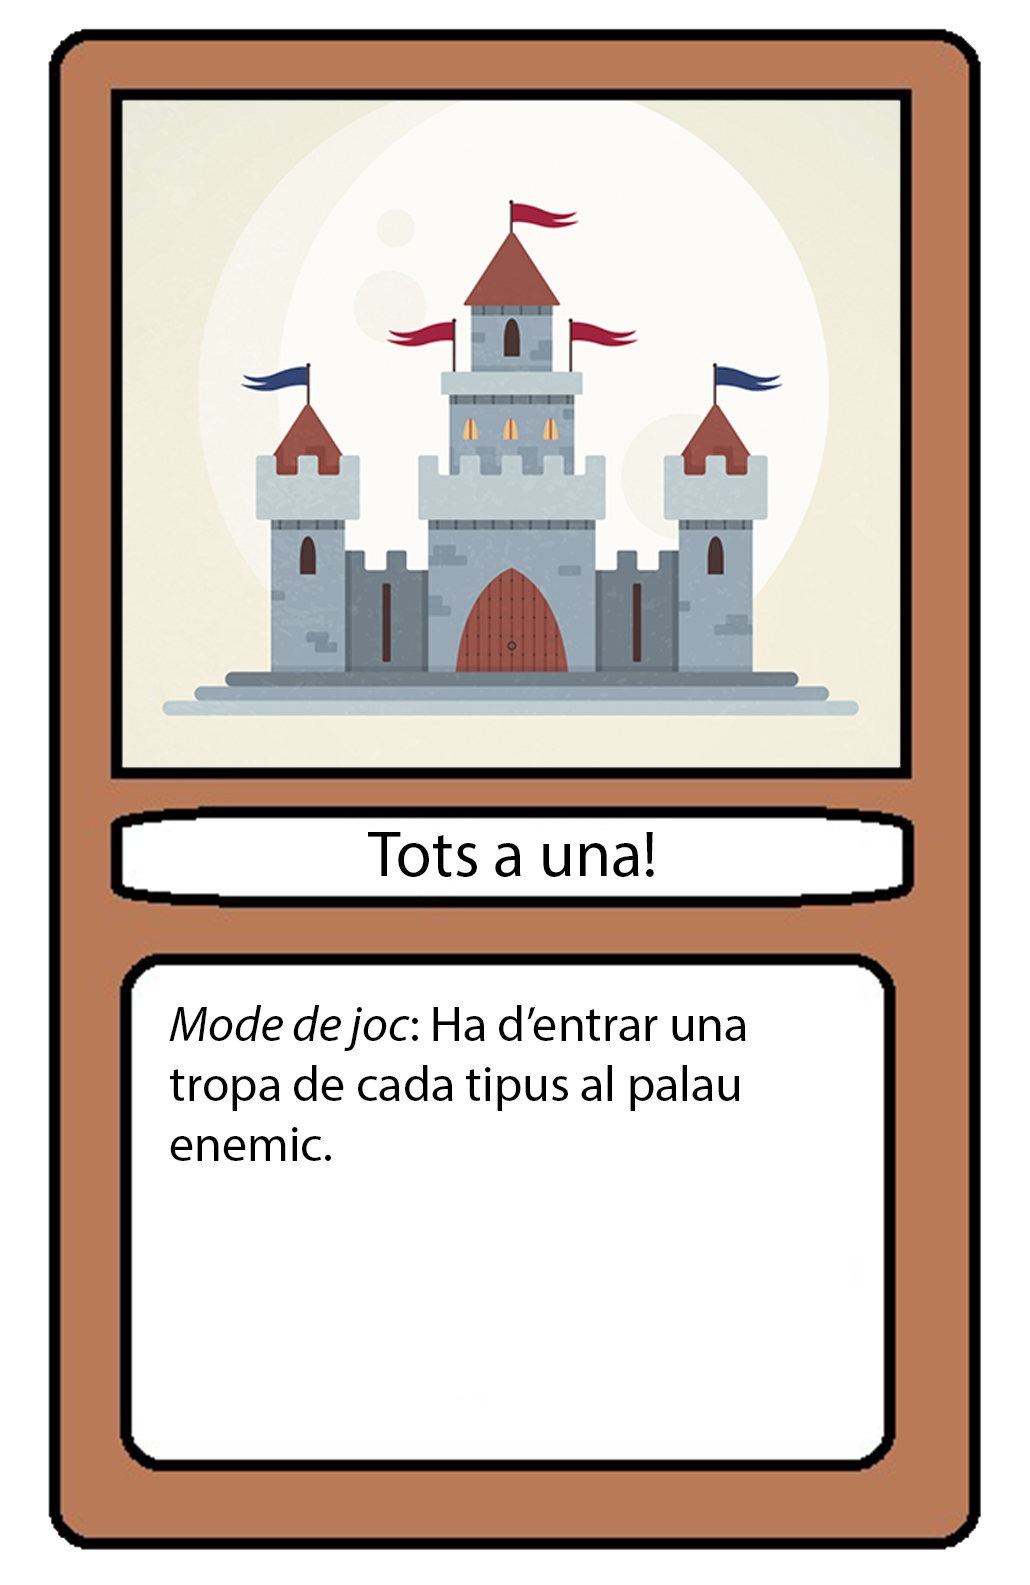 Tots a una!
Mode de joc: Ha d’entrar una
tropa de cada tipus al palau
enemic.